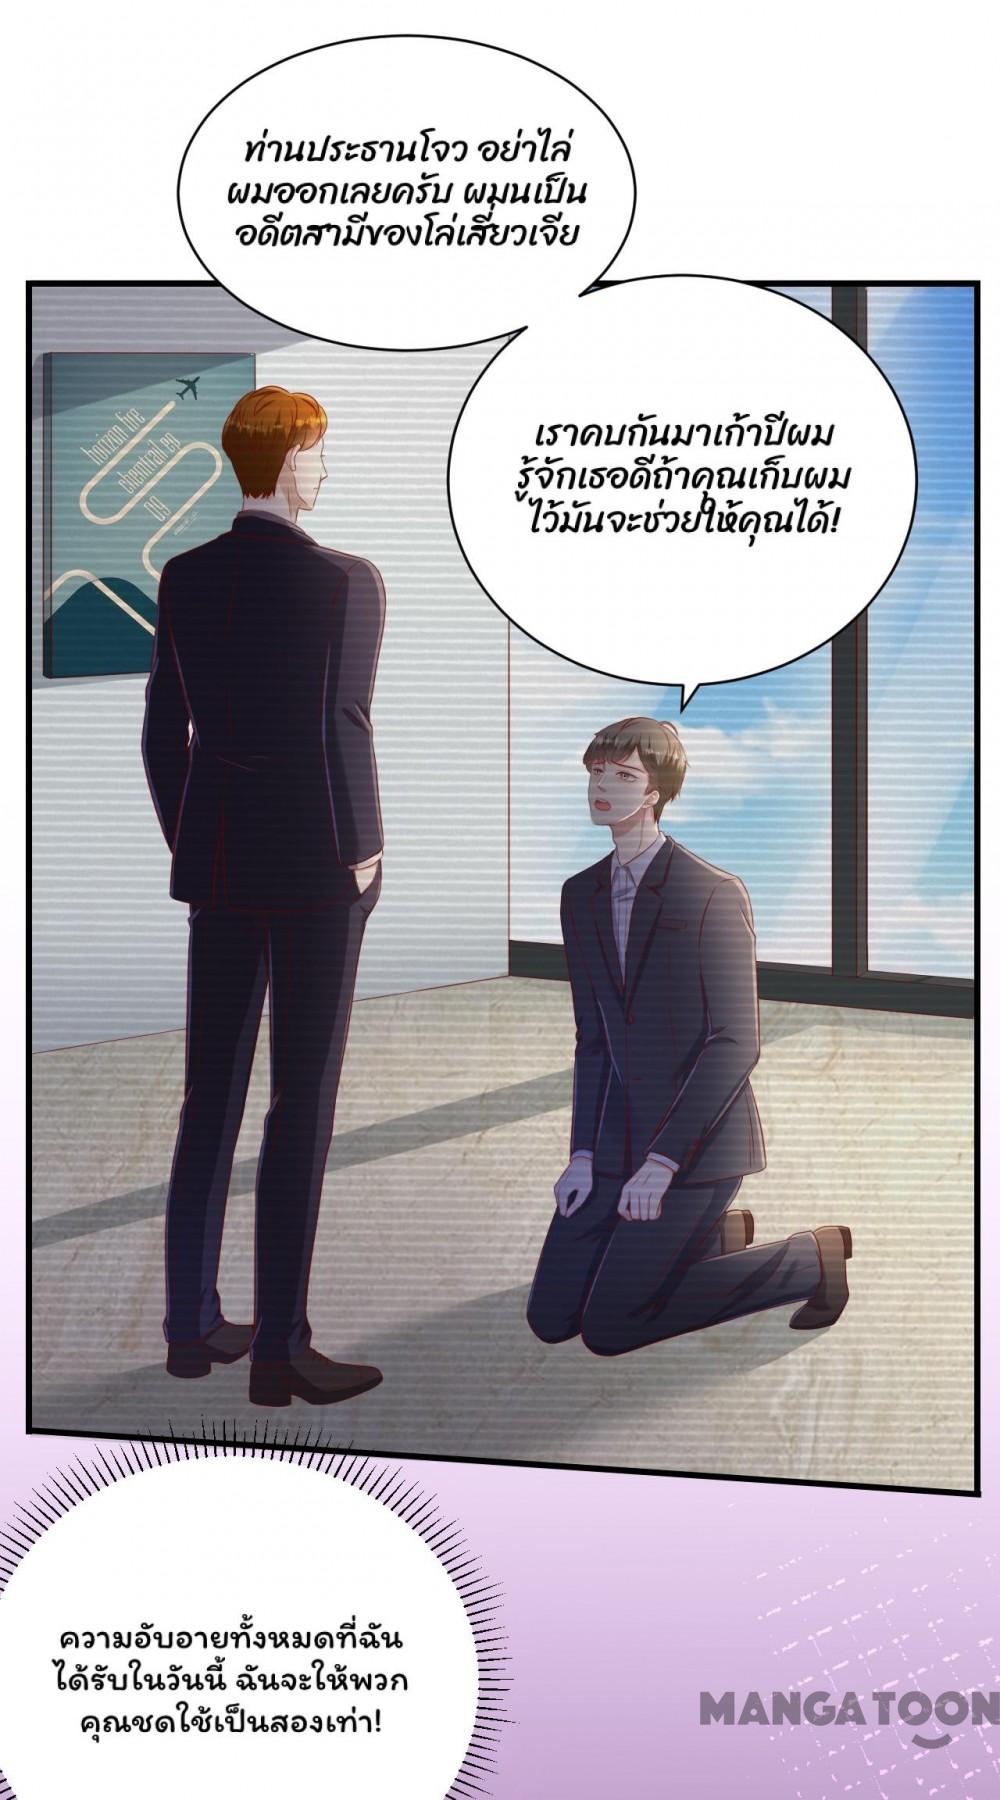 ท่านประธานโจว อย่าไล่
ผมออกเลยครับ ผมนเป็น
อดีตสามีของโล่เสี่ยวเจีย
เราคบกันมาเก้าปีผม
รู้จักเธอดีถ้าคุณเก็บผม
ไว้มันจะช่วยให้คุณได้!
horizon fire
chemtrail.ep
09
ความอับอายทั้งหมดที่ฉัน
ได้รับในวันนี้ ฉันจะให้พวก
คุณชดใช้เป็นสองเท่า!
MANGATOON